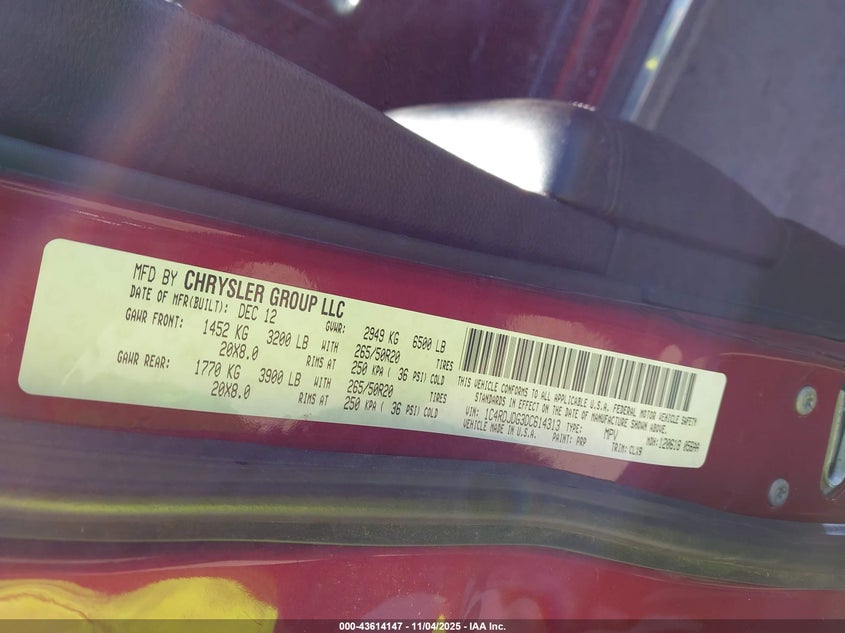 MFD BY CHRYSLER GROUP LLC
DATE OF MFR(BUILT): DEC 12 GVWR: 2949 KG 6500 LB
GAWR FRONT: 1452 KG 3200 LB WITH 265/50R20 TIRES
20X8.0 RIMS AT 250 KPA ( 36 PSI) COLD
GAWR REAR: 1770 KG 3900 LB WITH 265/50R20 TIRES
20X8.0 RIMS AT 250 KPA ( 36 PSI) COLD
THIS VEHICLE CONFORMS TO ALL APPLICABLE U.S.A. FEDERAL MOTOR VEHICLE SAFETY
STANDARDS IN EFFECT ON THE DATE OF MANUFACTURE SHOWN ABOVE.
VIN: 1C4RDJDG3DC614313 TYPE: MPV MDH: 120618 055AA
VEHICLE MADE IN U.S.A. PAINT: PRP TRIM: CLX9
000-43614147 - 11/04/2025 - IAA Inc.